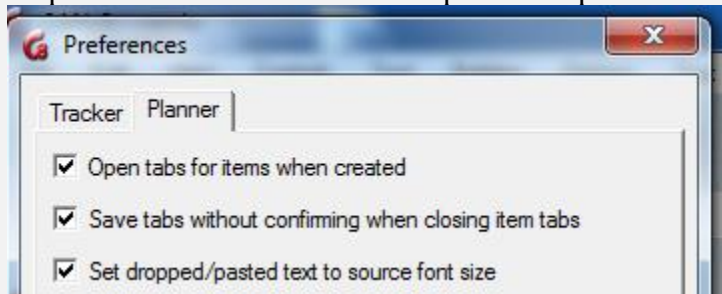 Preferences
Tracker Planner
Open tabs for items when created
Save tabs without confirming when closing item tabs
Set dropped/pasted text to source font size